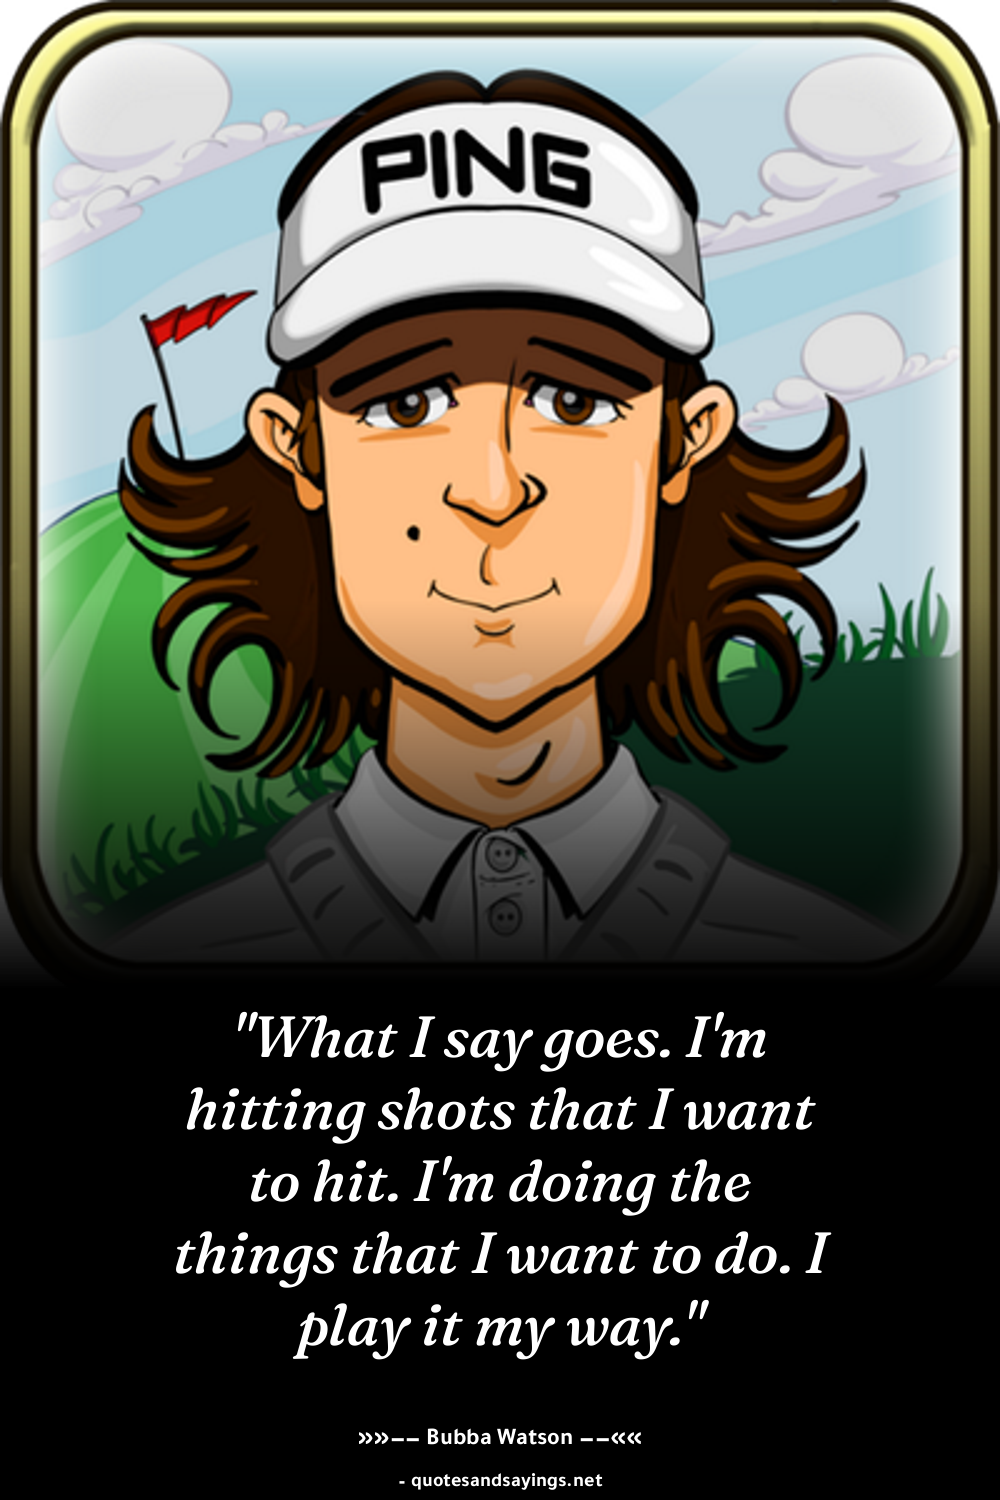 PING
"What I say goes. I'm
hitting shots that I want
to hit. I'm doing the
things that I want to do. I
play it my way."
»»–– Bubba Watson ––««
- quotesandsayings.net